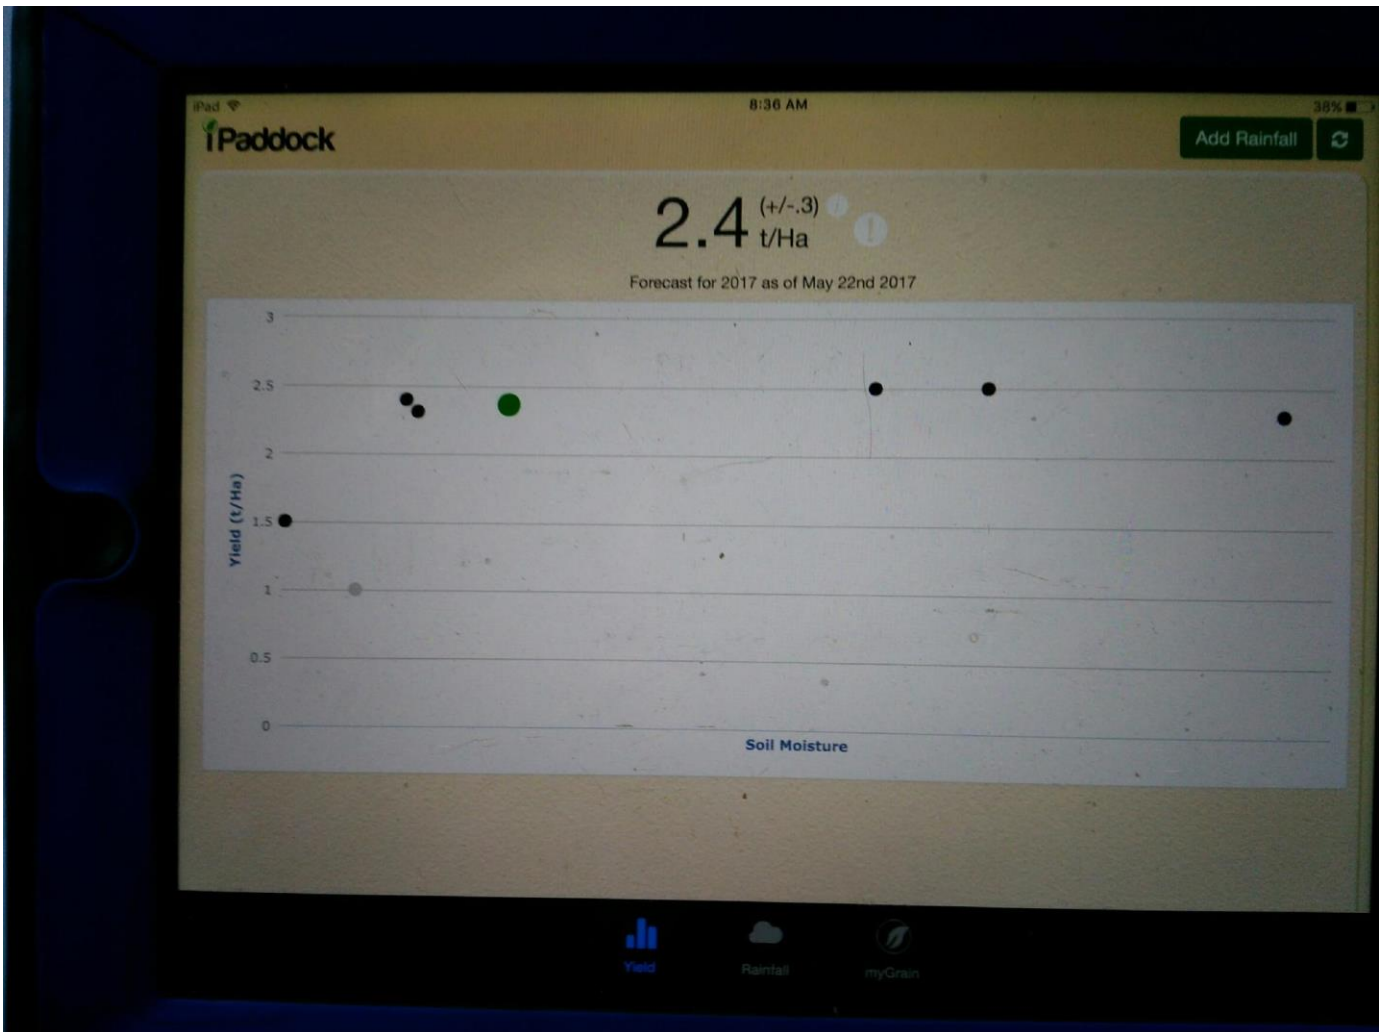 iPad
8:36 AM
38%
iPaddock
Add Rainfall
2.4 (+/-.3)
t/Ha
Forecast for 2017 as of May 22nd 2017
3
2.5
2
1.5
1
0.5
0
Yield (t/Ha)
Soil Moisture
Yield
Rainfall
myGrain